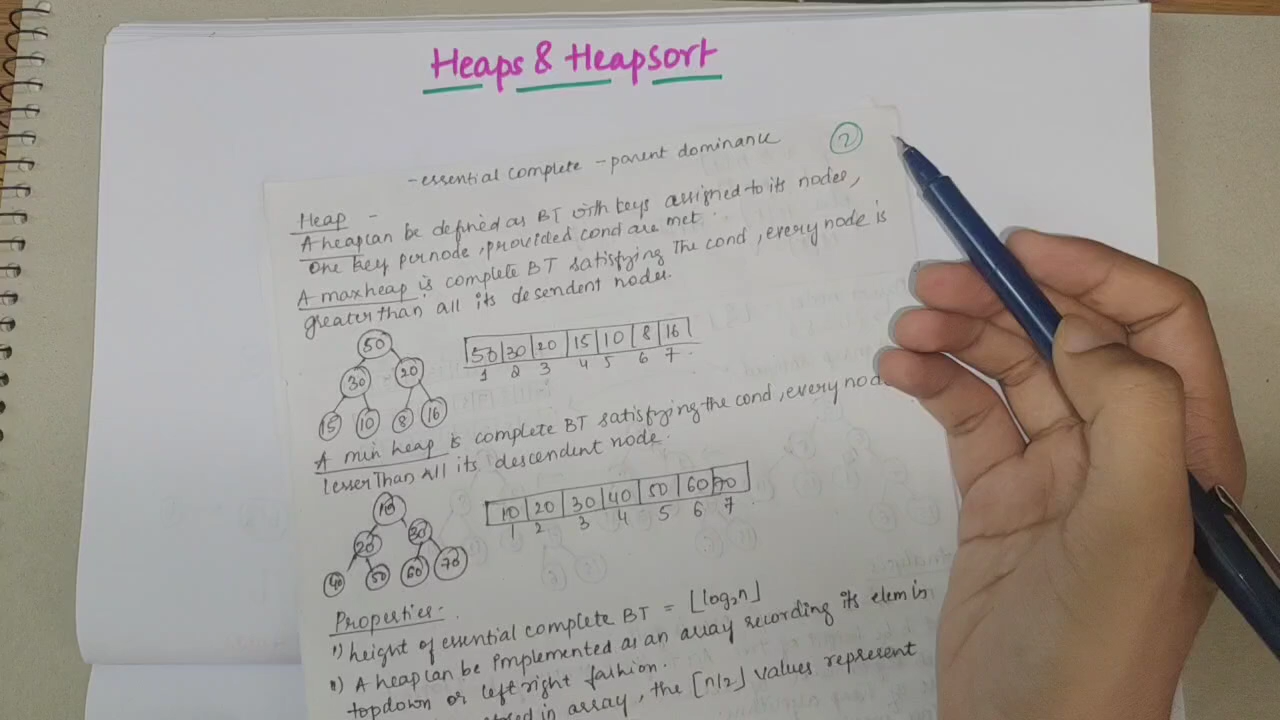 Heaps & Heapsort
-essential complete -parent dominance
2
Heap -
A heap can be defined as BT with keys assigned to its nodes,
One key per node, provided cond are met.
A maxheap is complete BT satisfying the cond, every node is
greater than all its desendent nodes.
50
30 20
15 10 8 16
50 30 20 15 10 8 16
1 2 3 4 5 6 7
A min heap is complete BT satisfying the cond, every nod
lesser than all its descendent node.
10
20 30
40 50 60 70
10 20 30 40 50 60 70
1 2 3 4 5 6 7
Properties.
1) height of essential complete BT = ⌊log₂n⌋
11) A heap can be implemented as an array recording its elem in
topdown or left right fashion.
in array, the ⌊n/2⌋ values represent